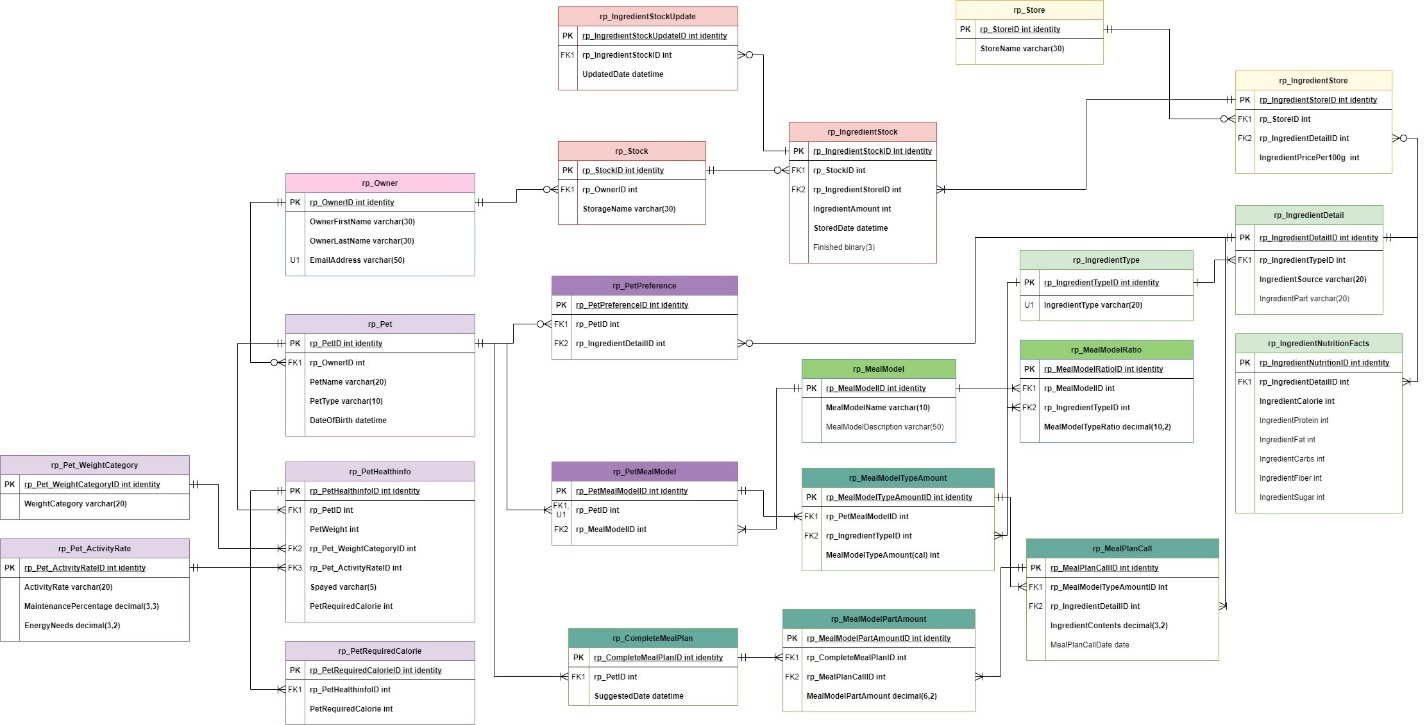 rp_IngredientStockUpdate
PK rp_IngredientStockUpdateID int identity
FK1 rp_IngredientStockID int
UpdatedDate datetime
rp_Store
PK rp_StoreID int identity
StoreName varchar(30)
rp_IngredientStore
PK rp_IngredientStoreID int identity
FK1 rp_StoreID int
FK2 rp_IngredientDetailID int
IngredientPricePer100g int
rp_IngredientStock
PK rp_IngredientStockID int identity
FK1 rp_StockID int
FK2 rp_IngredientStoreID int
IngredientAmount int
StoredDate datetime
Finished binary(3)
rp_Stock
PK rp_StockID int identity
FK1 rp_OwnerID int
StorageName varchar(30)
rp_Owner
PK rp_OwnerID int identity
OwnerFirstName varchar(30)
OwnerLastName varchar(30)
U1 EmailAddress varchar(50)
rp_IngredientDetail
PK rp_IngredientDetailID int identity
FK1 rp_IngredientTypeID int
IngredientSource varchar(20)
IngredientPart varchar(20)
rp_IngredientType
PK rp_IngredientTypeID int identity
U1 IngredientType varchar(20)
rp_PetPreference
PK rp_PetPreferenceID int identity
FK1 rp_PetID int
FK2 rp_IngredientDetailID int
rp_Pet
PK rp_PetID int identity
FK1 rp_OwnerID int
PetName varchar(20)
PetType varchar(10)
DateOfBirth datetime
rp_IngredientNutritionFacts
PK rp_IngredientNutritionID int identity
FK1 rp_IngredientDetailID int
IngredientCalorie int
IngredientProtein int
IngredientFat int
IngredientCarbs int
IngredientFiber int
IngredientSugar int
rp_MealModelRatio
PK rp_MealModelRatioID int identity
FK1 rp_MealModelID int
FK2 rp_IngredientTypeID int
MealModelTypeRatio decimal(10,2)
rp_MealModel
PK rp_MealModelID int identity
MealModelName varchar(10)
MealModelDescription varchar(50)
rp_Pet_WeightCategory
PK rp_Pet_WeightCategoryID int identity
WeightCategory varchar(20)
rp_PetHealthinfo
PK rp_PetHealthinfoID int identity
FK1 rp_PetID int
PetWeight int
FK2 rp_Pet_WeightCategoryID int
FK3 rp_Pet_ActivityRateID int
Spayed varchar(5)
PetRequiredCalorie int
rp_PetMealModel
PK rp_PetMealModelID int identity
FK1, U1 rp_PetID int
FK2 rp_MealModelID int
rp_MealModelTypeAmount
PK rp_MealModelTypeAmountID int identity
FK1 rp_PetMealModelID int
FK2 rp_IngredientTypeID int
MealModelTypeAmount(cal) int
rp_Pet_ActivityRate
PK rp_Pet_ActivityRateID int identity
ActivityRate varchar(20)
MaintenancePercentage decimal(3,3)
EnergyNeeds decimal(3,2)
rp_MealPlanCall
PK rp_MealPlanCallID int identity
FK1 rp_MealModelTypeAmountID int
FK2 rp_IngredientDetailID int
IngredientContents decimal(3,2)
MealPlanCallDate date
rp_MealModelPartAmount
PK rp_MealModelPartAmountID int identity
FK1 rp_CompleteMealPlanID int
FK2 rp_MealPlanCallID int
MealModelPartAmount decimal(6,2)
rp_CompleteMealPlan
PK rp_CompleteMealPlanID int identity
FK1 rp_PetID int
SuggestedDate datetime
rp_PetRequiredCalorie
PK rp_PetRequiredCalorieID int identity
FK1 rp_PetHealthinfoID int
PetRequiredCalorie int